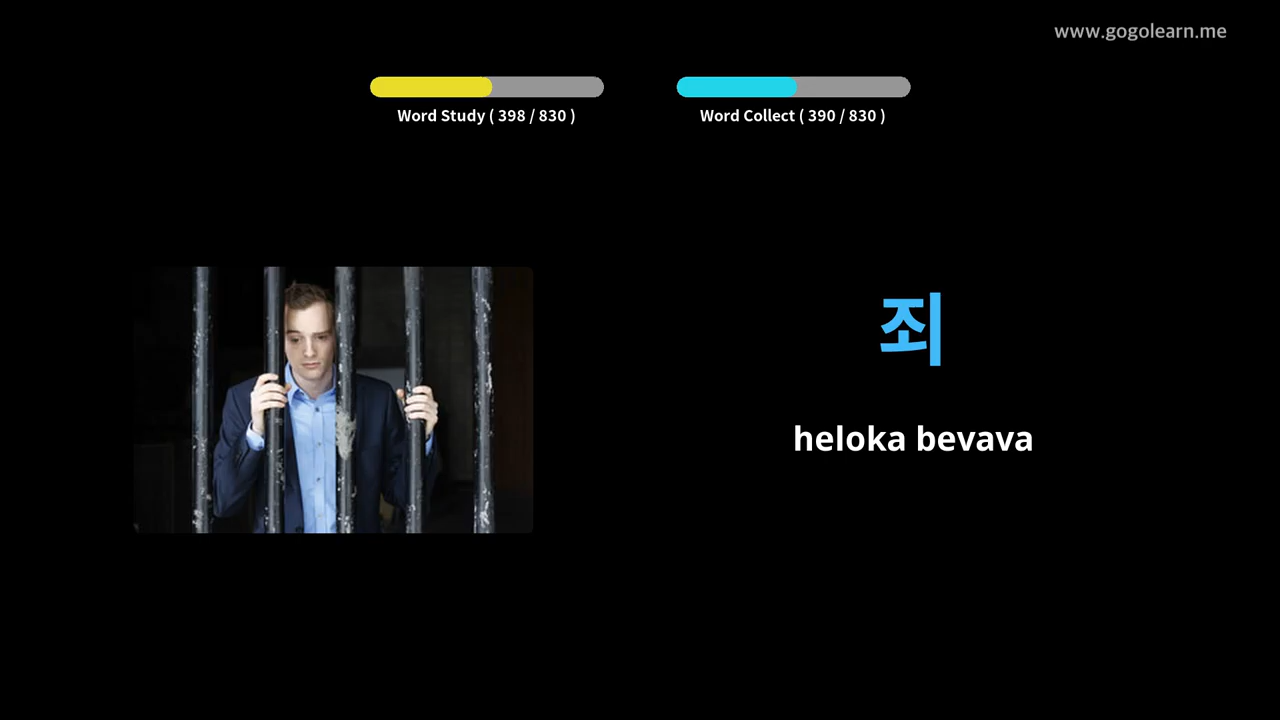 www.gogolearn.me
Word Study ( 398 / 830 )
Word Collect ( 390 / 830 )
죄
heloka bevava